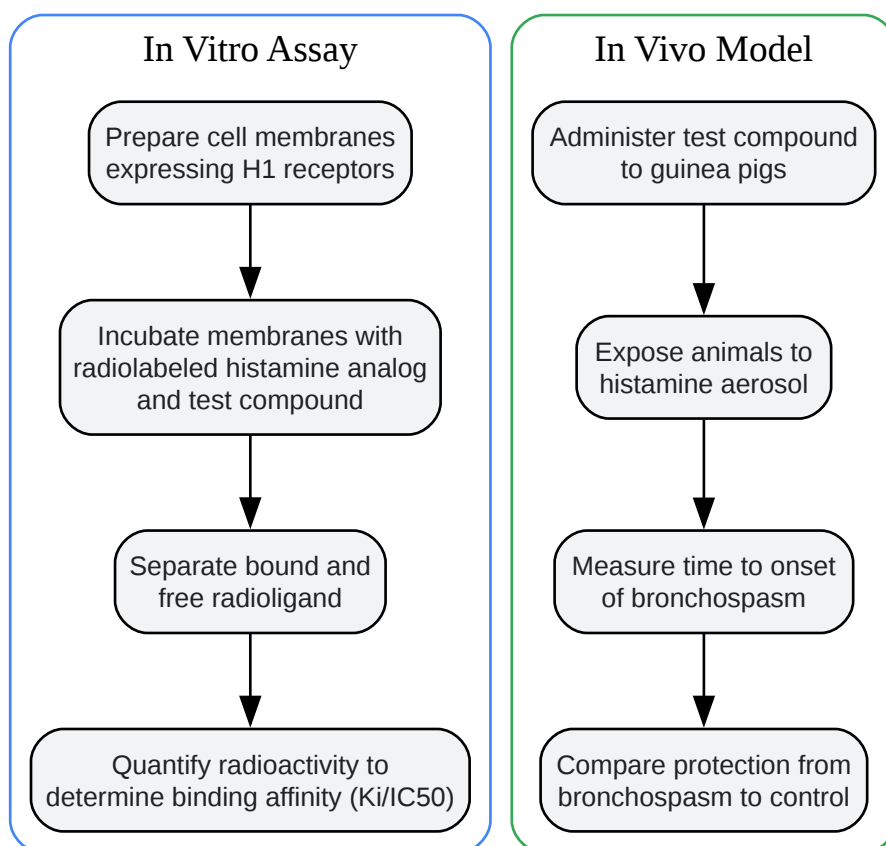 In Vitro Assay
Prepare cell membranes
expressing H1 receptors
Incubate membranes with
radiolabeled histamine analog
and test compound
Separate bound and
free radioligand
Quantify radioactivity to
determine binding affinity (Ki/IC50)
In Vivo Model
Administer test compound
to guinea pigs
Expose animals to
histamine aerosol
Measure time to onset
of bronchospasm
Compare protection from
bronchospasm to control